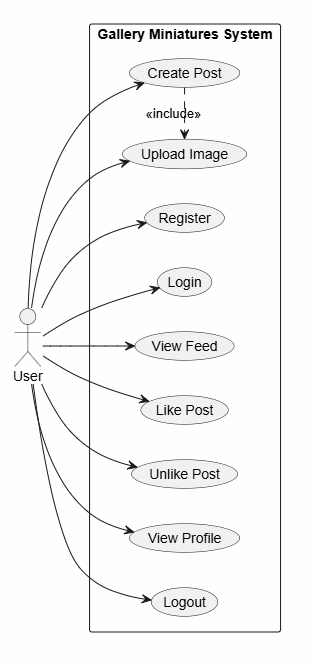 Gallery Miniatures System
Create Post
«include»
Upload Image
Register
Login
View Feed
User
Like Post
Unlike Post
View Profile
Logout